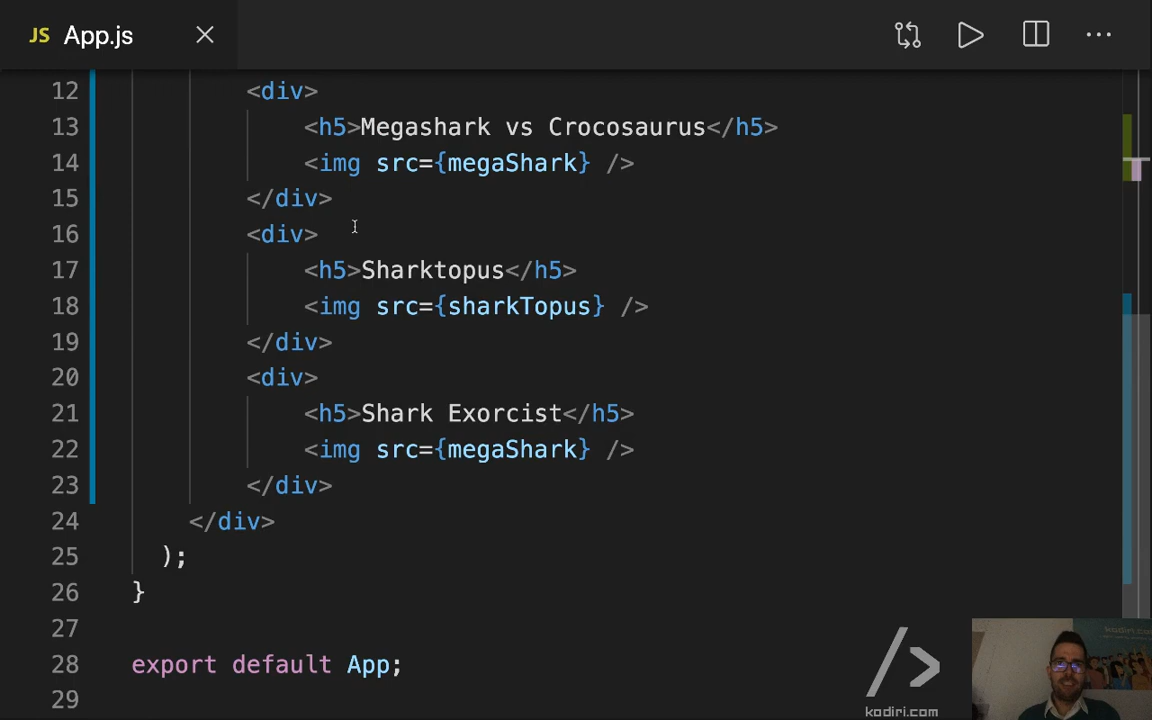 JS App.js
12 <div>
13 <h5>Megashark vs Crocosaurus</h5>
14 <img src={megaShark} />
15 </div>
16 <div>
17 <h5>Sharktopus</h5>
18 <img src={sharkTopus} />
19 </div>
20 <div>
21 <h5>Shark Exorcist</h5>
22 <img src={megaShark} />
23 </div>
24 </div>
25 );
26 }
27
28 export default App;
29
/>
kodiri.com